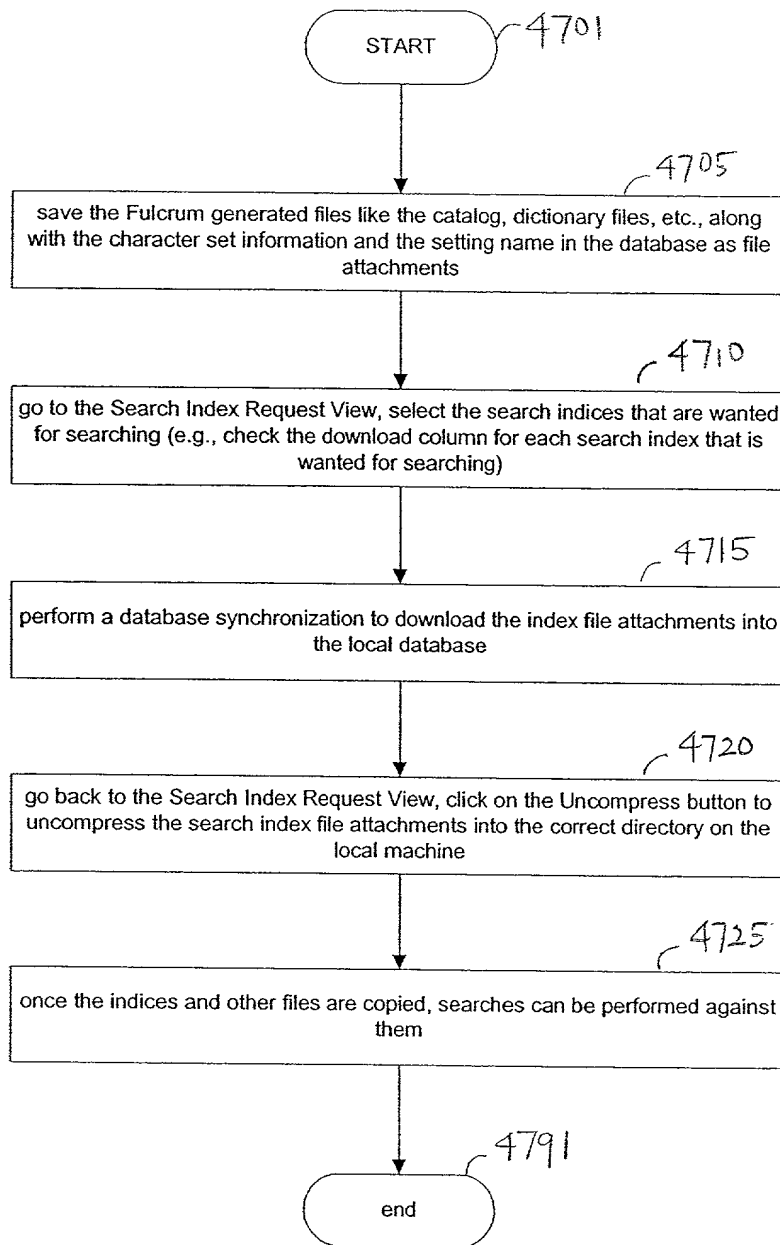 START
4701
4705
save the Fulcrum generated files like the catalog, dictionary files, etc., along
with the character set information and the setting name in the database as file
attachments
4710
go to the Search Index Request View, select the search indices that are wanted
for searching (e.g., check the download column for each search index that is
wanted for searching)
4715
perform a database synchronization to download the index file attachments into
the local database
4720
go back to the Search Index Request View, click on the Uncompress button to
uncompress the search index file attachments into the correct directory on the
local machine
4725
once the indices and other files are copied, searches can be performed against
them
4791
end